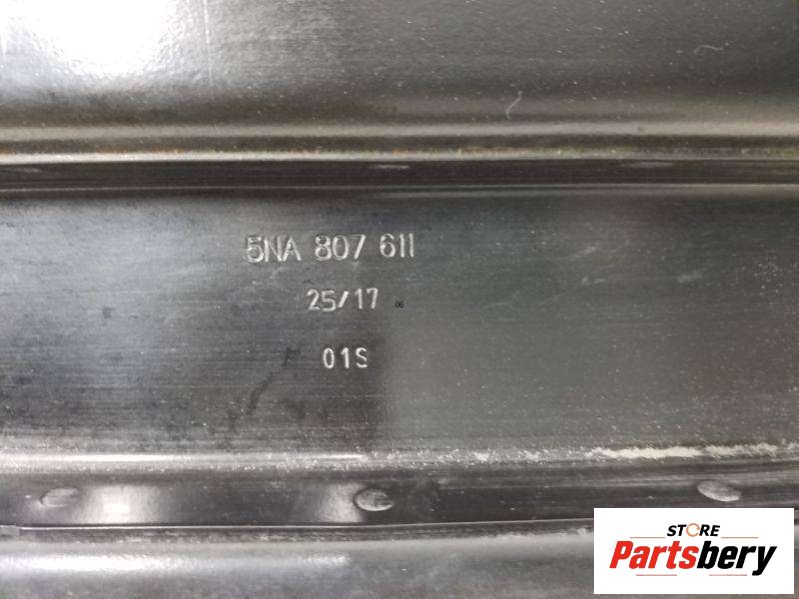 5NA 807 611
25/17
01S
STORE
Partsbery